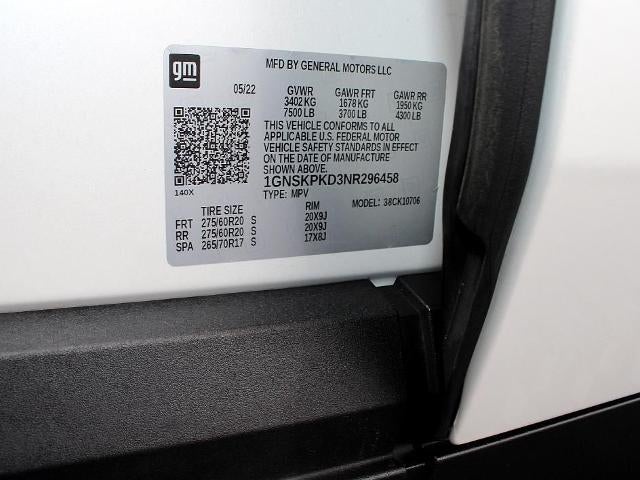 gm
MFD BY GENERAL MOTORS LLC
05/22 GVWR GAWR FRT GAWR RR
3402 KG 1678 KG 1950 KG
7500 LB 3700 LB 4300 LB
THIS VEHICLE CONFORMS TO ALL
APPLICABLE U.S. FEDERAL MOTOR
VEHICLE SAFETY STANDARDS IN EFFECT
ON THE DATE OF MANUFACTURE
SHOWN ABOVE.
1GNSKPKD3NR296458
140X
TYPE: MPV MODEL: 38CK10706
TIRE SIZE RIM
FRT 275/60R20 S 20X9J
RR 275/60R20 S 20X9J
SPA 265/70R17 S 17X8J